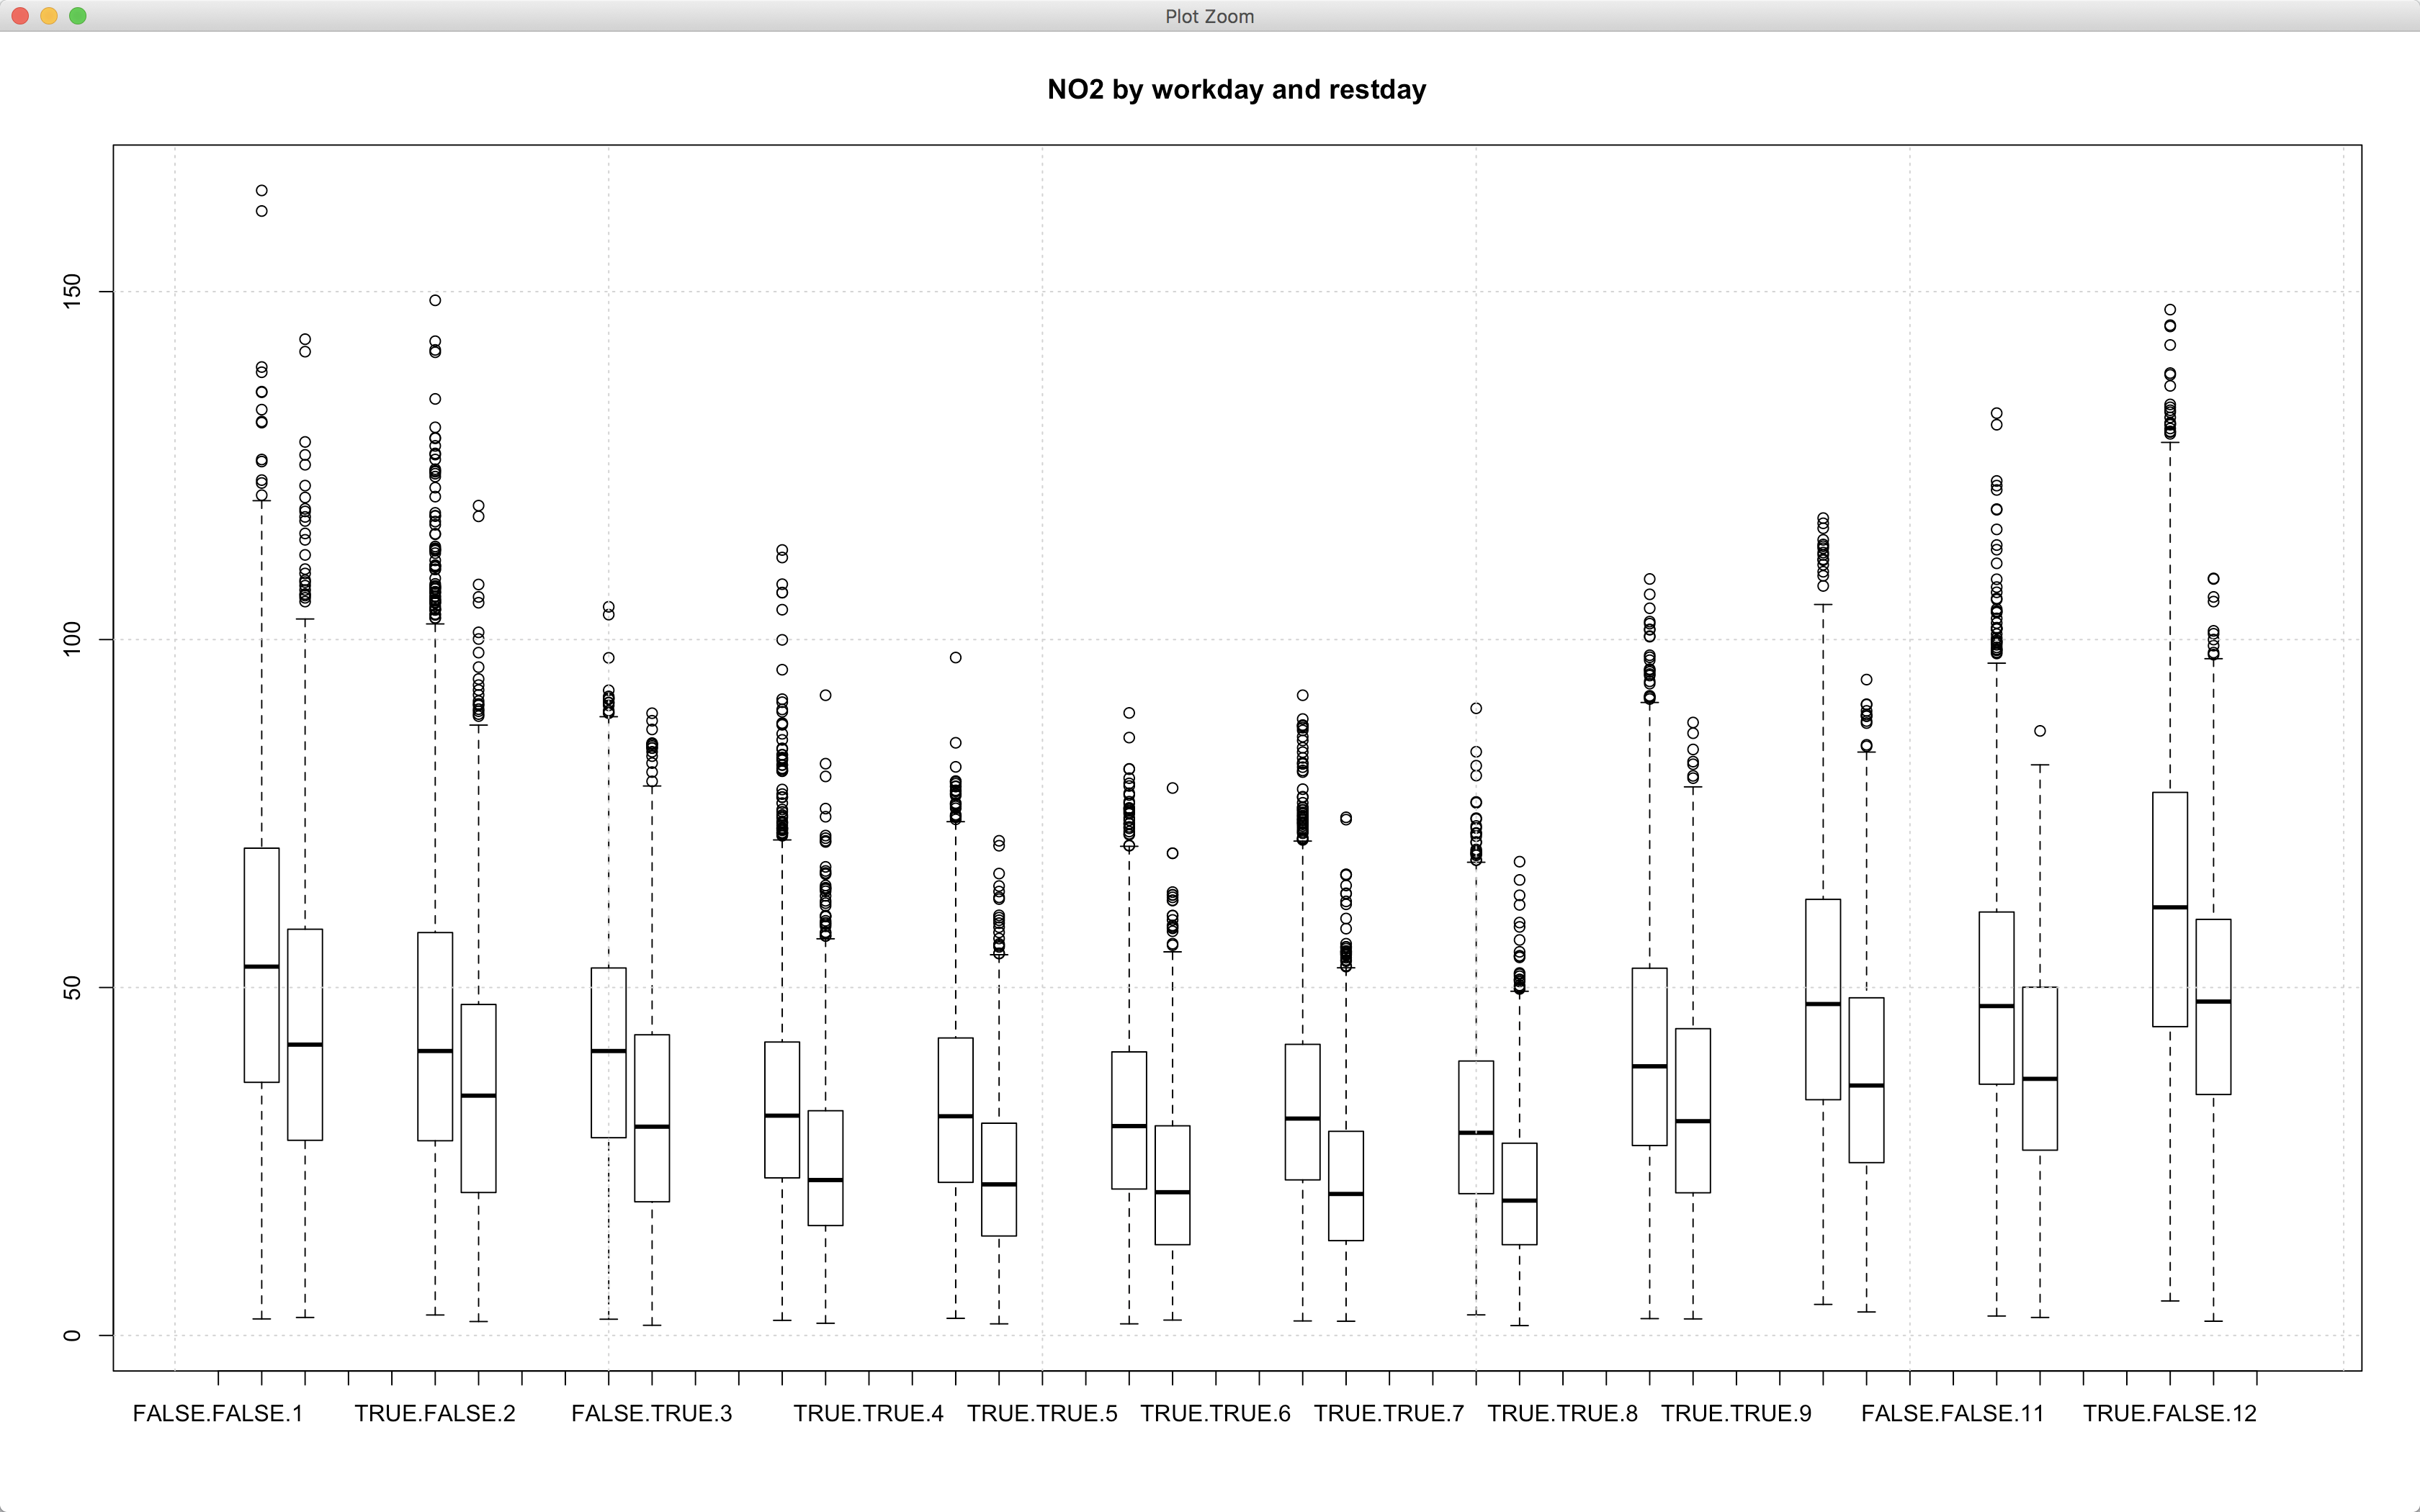 Plot Zoom
NO2 by workday and restday
150
100
50
0
FALSE.FALSE.1 TRUE.FALSE.2 FALSE.TRUE.3 TRUE.TRUE.4 TRUE.TRUE.5 TRUE.TRUE.6 TRUE.TRUE.7 TRUE.TRUE.8 TRUE.TRUE.9 FALSE.FALSE.11 TRUE.FALSE.12